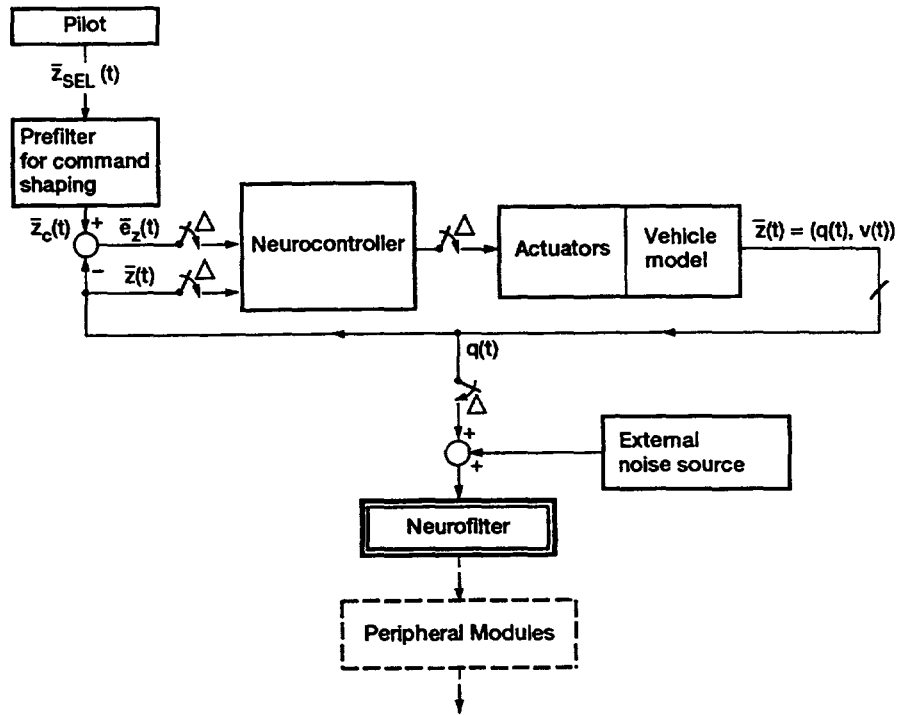 Pilot
z̄SEL (t)
Prefilter
for command
shaping
z̄c(t)
+
-
ēz(t)
Δ
z̄(t)
Δ
Neurocontroller
Δ
Actuators
Vehicle
model
z̄(t) = (q(t), v(t))
q(t)
Δ
+
+
External
noise source
Neurofilter
Peripheral Modules